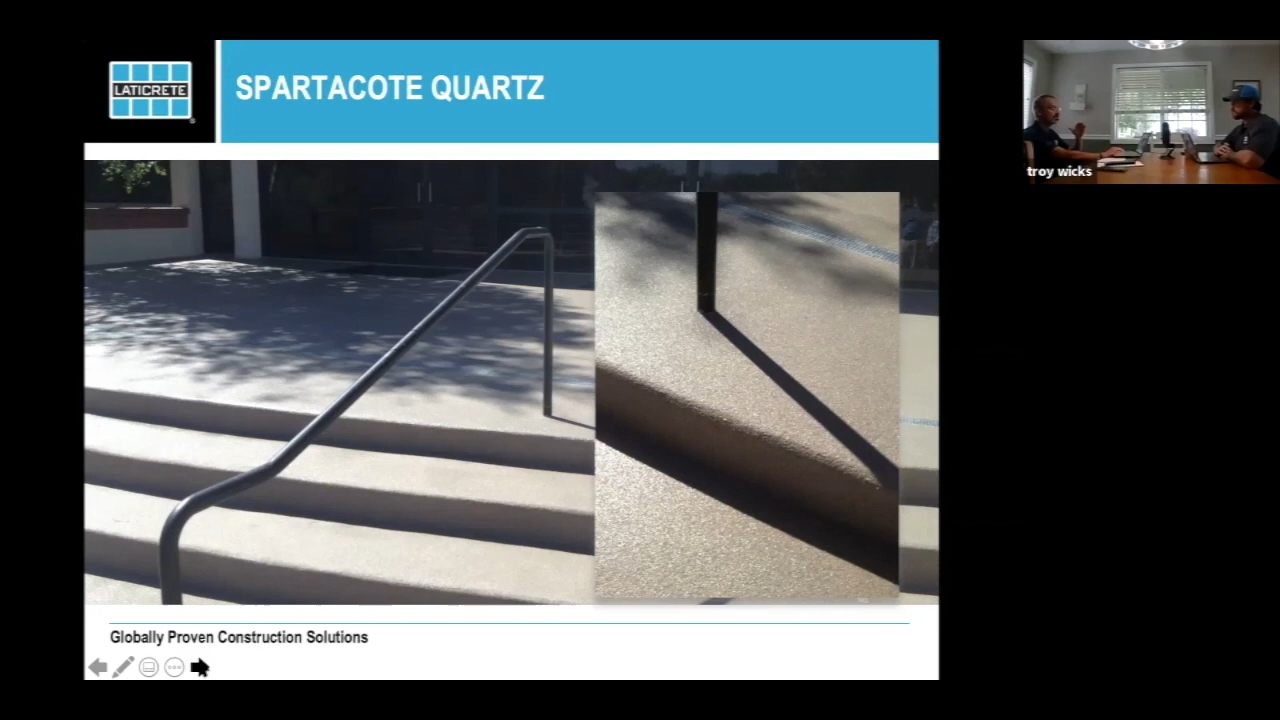 LATICRETE
SPARTACOTE QUARTZ
troy wicks
Globally Proven Construction Solutions